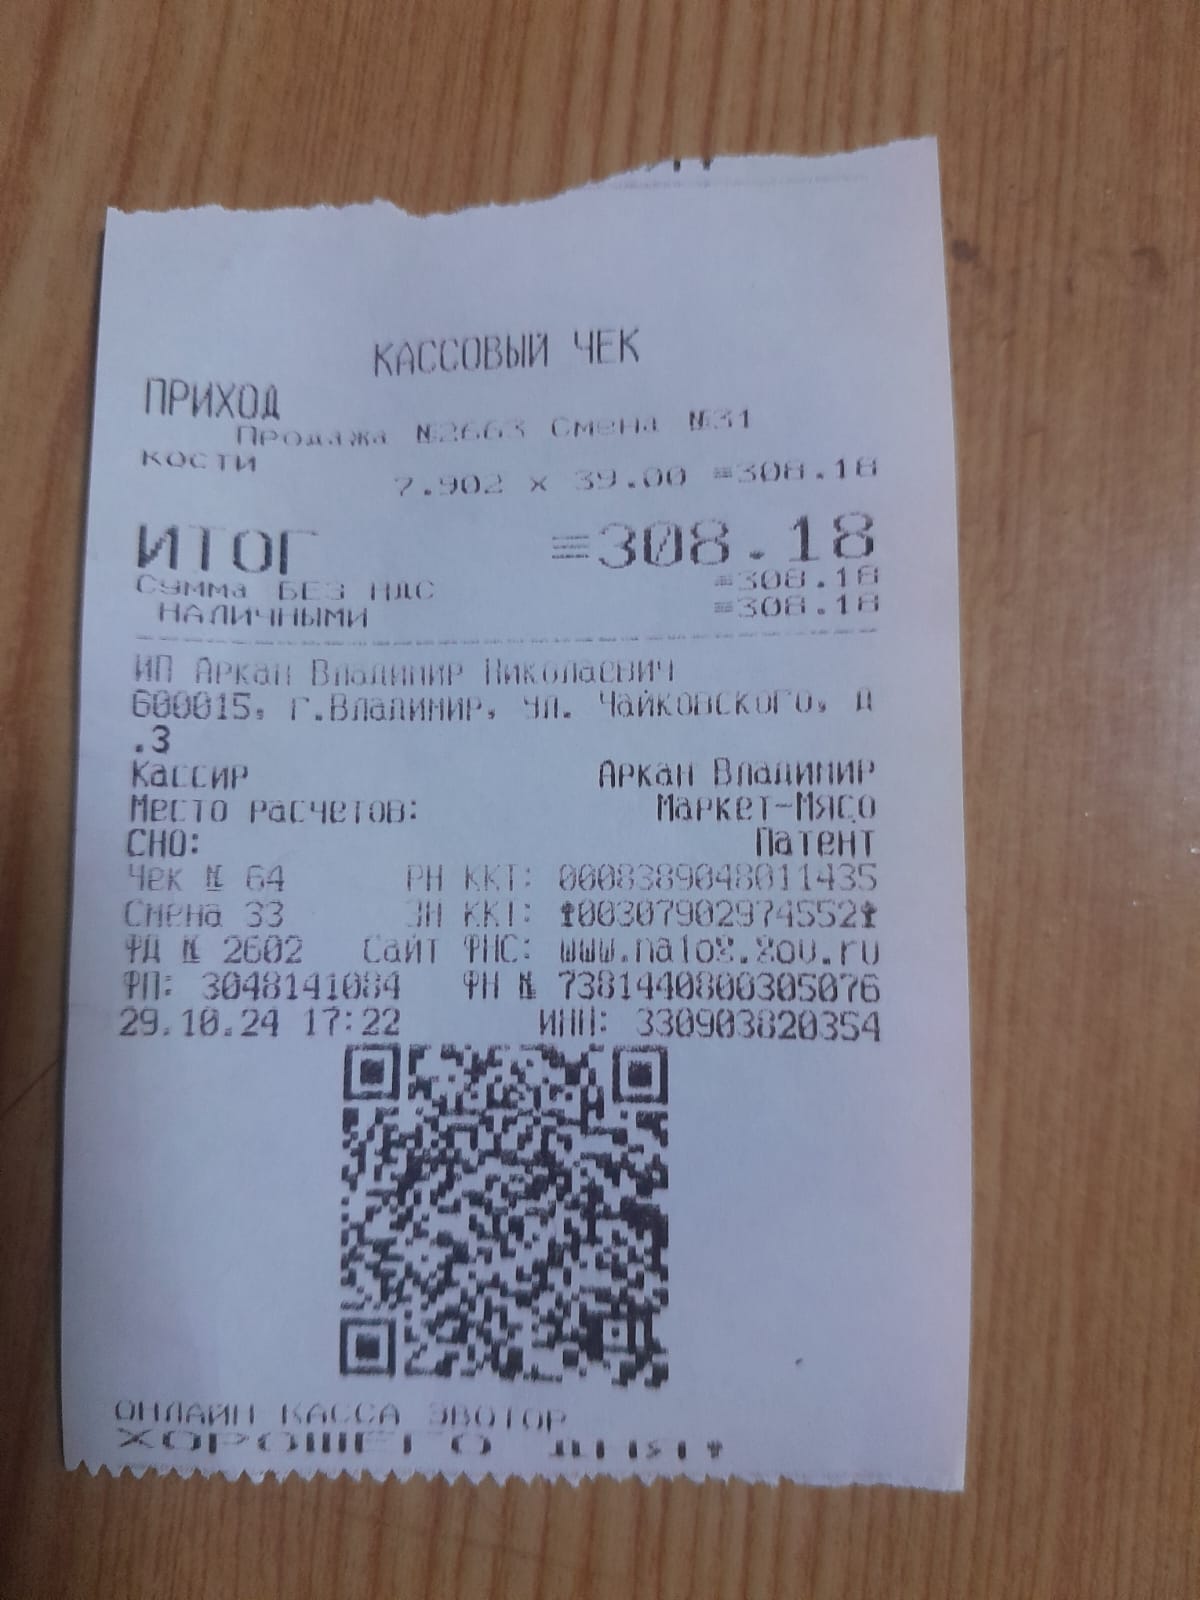 КАССОВЫЙ ЧЕК
ПРИХОД
Продажа №2663 Смена №31
кости
7.902 x 39.00 =308.18
ИТОГ =308.18
Сумма БЕЗ НДС =308.18
НАЛИЧНЫМИ =308.18
ИП Аркан Владимир Николаевич
600015, г.Владимир, ул. Чайковского, д
.3
Кассир Аркан Владимир
Место расчетов: Маркет-Мясо
СНО: Патент
Чек № 64 РН ККТ: 0008389048011435
Смена 33 ЗН ККТ: 00307902974552
ФД № 2602 Сайт ФНС: www.nalog.gov.ru
ФП: 3048141084 ФН № 7381440800305076
29.10.24 17:22 ИНН: 330903820354
ОНЛАЙН КАССА ЭВОТОР
ХОРОШЕГО ДНЯ!